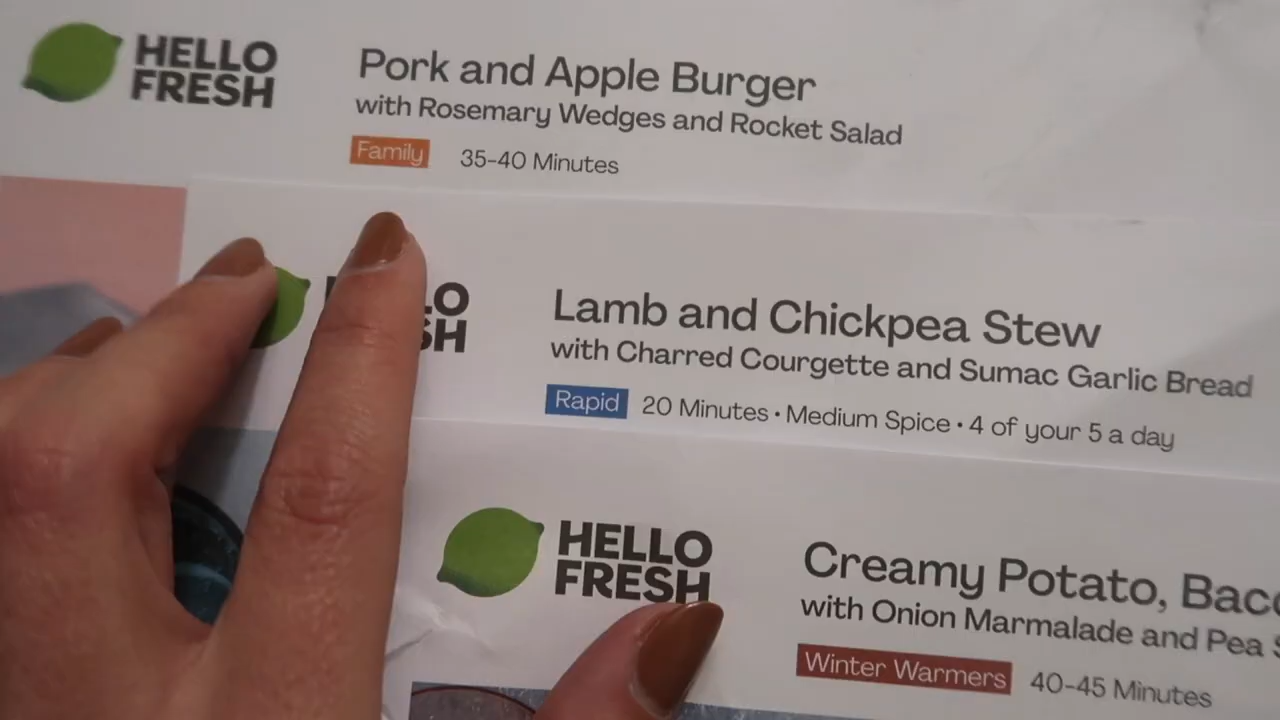 HELLO
FRESH
Pork and Apple Burger
with Rosemary Wedges and Rocket Salad
Family 35-40 Minutes
LO
SH
Lamb and Chickpea Stew
with Charred Courgette and Sumac Garlic Bread
Rapid 20 Minutes • Medium Spice • 4 of your 5 a day
HELLO
FRESH
Creamy Potato,
with Onion Marmalade and Pea
Winter Warmers 40-45 Minutes